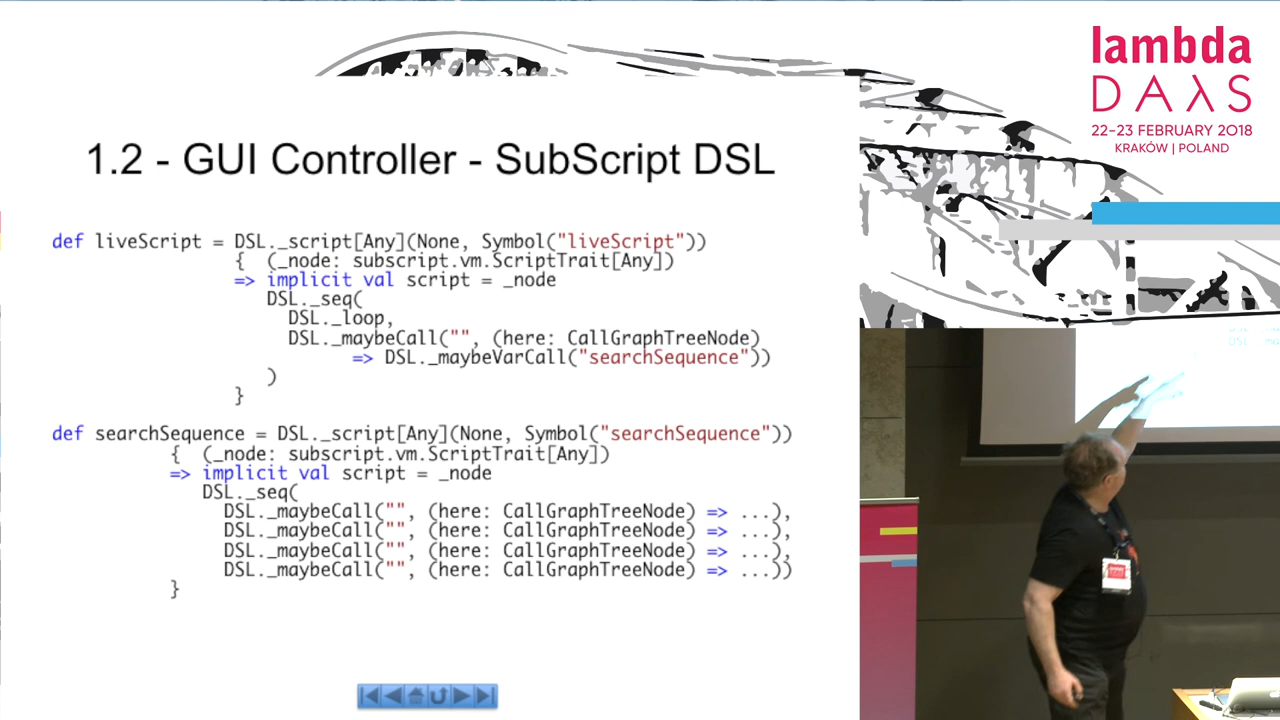 lambda
DAλS
22-23 FEBRUARY 2018
KRAKÓW | POLAND
1.2 - GUI Controller - SubScript DSL
def liveScript = DSL._script[Any](None, Symbol("liveScript"))
{ (_node: subscript.vm.ScriptTrait[Any])
=> implicit val script = _node
DSL._seq(
DSL._loop,
DSL._maybeCall("", (here: CallGraphTreeNode)
=> DSL._maybeVarCall("searchSequence"))
)
}
def searchSequence = DSL._script[Any](None, Symbol("searchSequence"))
{ (_node: subscript.vm.ScriptTrait[Any])
=> implicit val script = _node
DSL._seq(
DSL._maybeCall("", (here: CallGraphTreeNode) => ...),
DSL._maybeCall("", (here: CallGraphTreeNode) => ...),
DSL._maybeCall("", (here: CallGraphTreeNode) => ...),
DSL._maybeCall("", (here: CallGraphTreeNode) => ...))
}